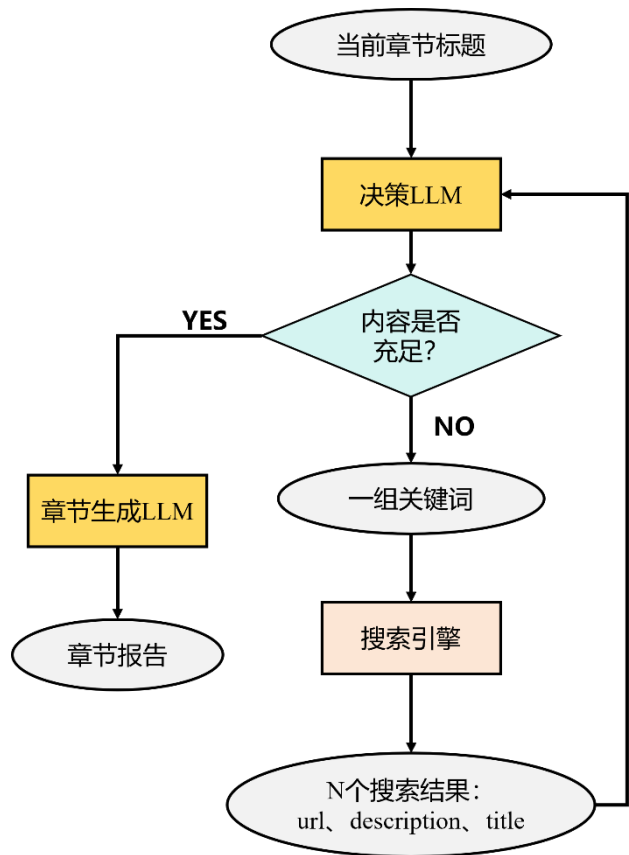 当前章节标题
决策LLM
内容是否
充足?
YES
NO
章节生成LLM
一组关键词
搜索引擎
章节报告
N个搜索结果：
url、description、title